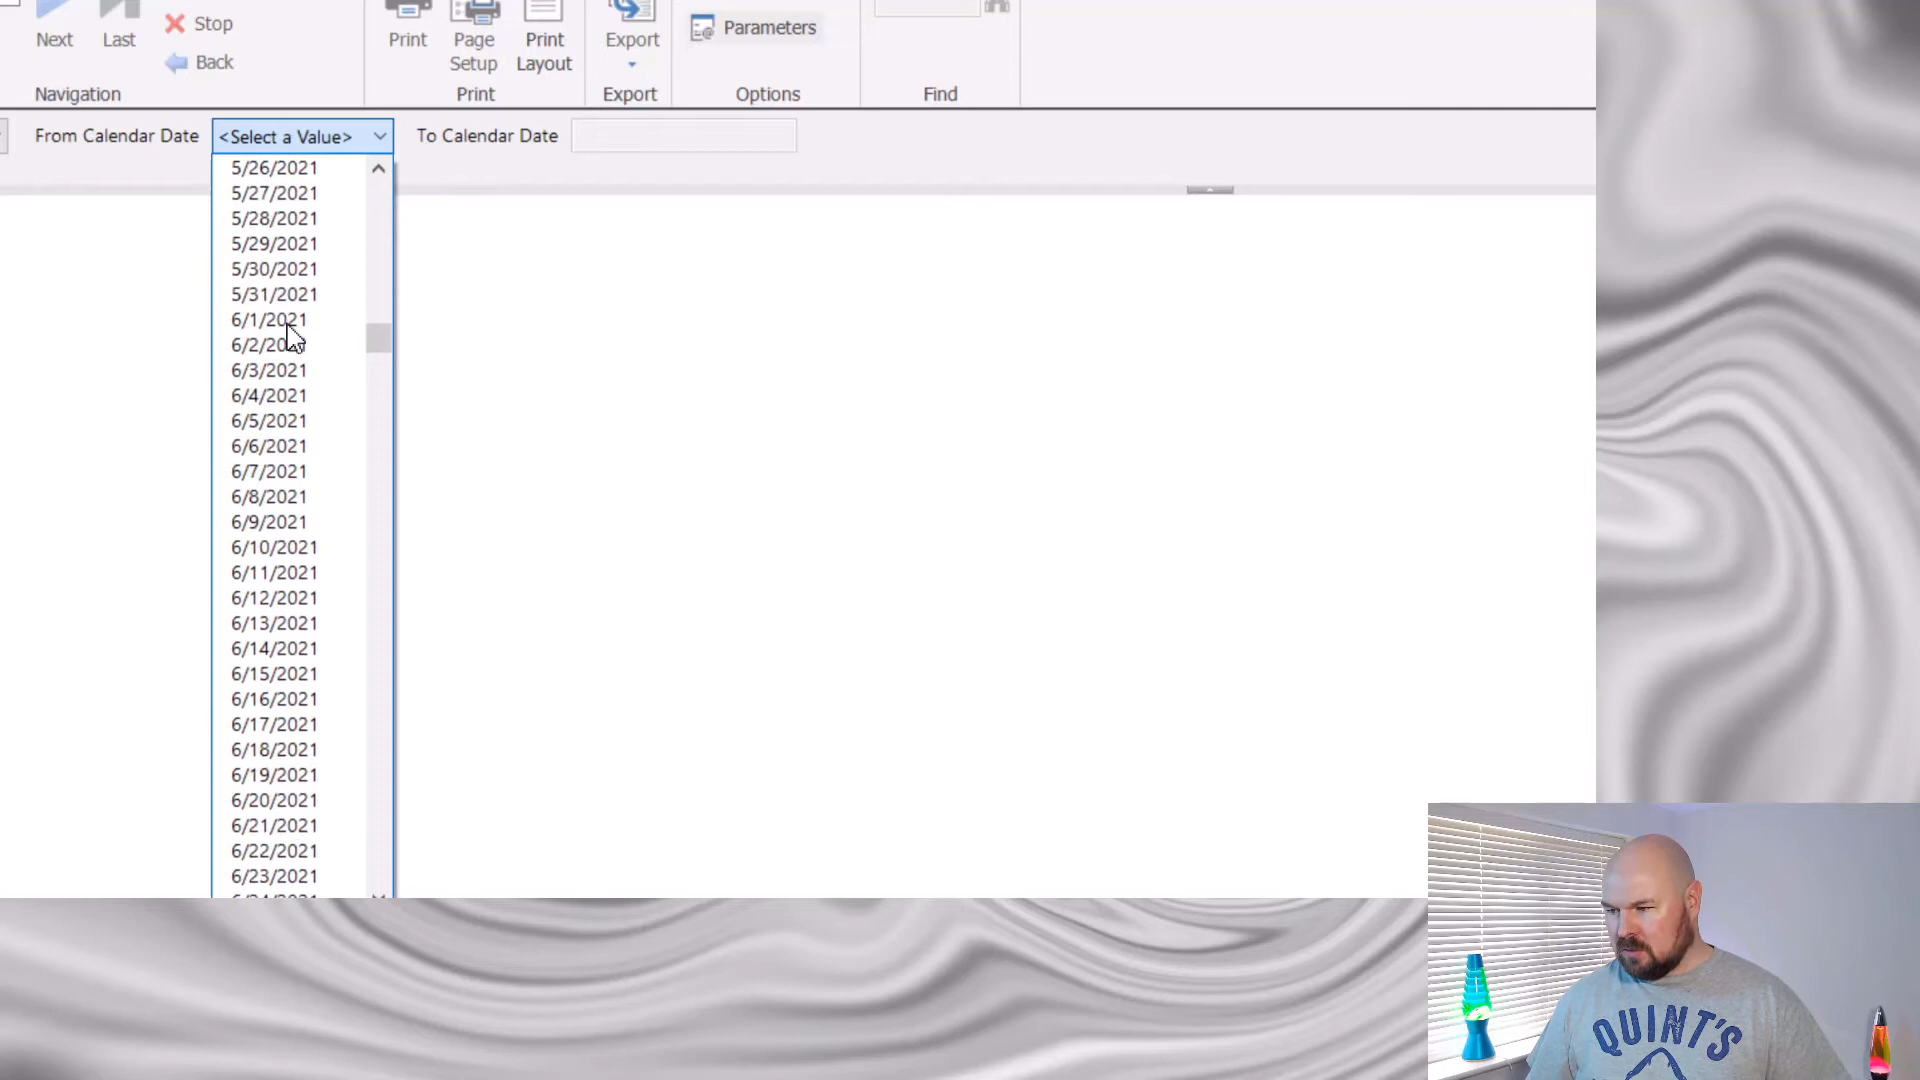 Next
Last
Stop
Back
Navigation
Print
Page
Setup
Print
Layout
Print
Export
Export
Parameters
Options
Find
From Calendar Date
<Select a Value>
To Calendar Date
5/26/2021
5/27/2021
5/28/2021
5/29/2021
5/30/2021
5/31/2021
6/1/2021
6/2/2021
6/3/2021
6/4/2021
6/5/2021
6/6/2021
6/7/2021
6/8/2021
6/9/2021
6/10/2021
6/11/2021
6/12/2021
6/13/2021
6/14/2021
6/15/2021
6/16/2021
6/17/2021
6/18/2021
6/19/2021
6/20/2021
6/21/2021
6/22/2021
6/23/2021
QUINT'S